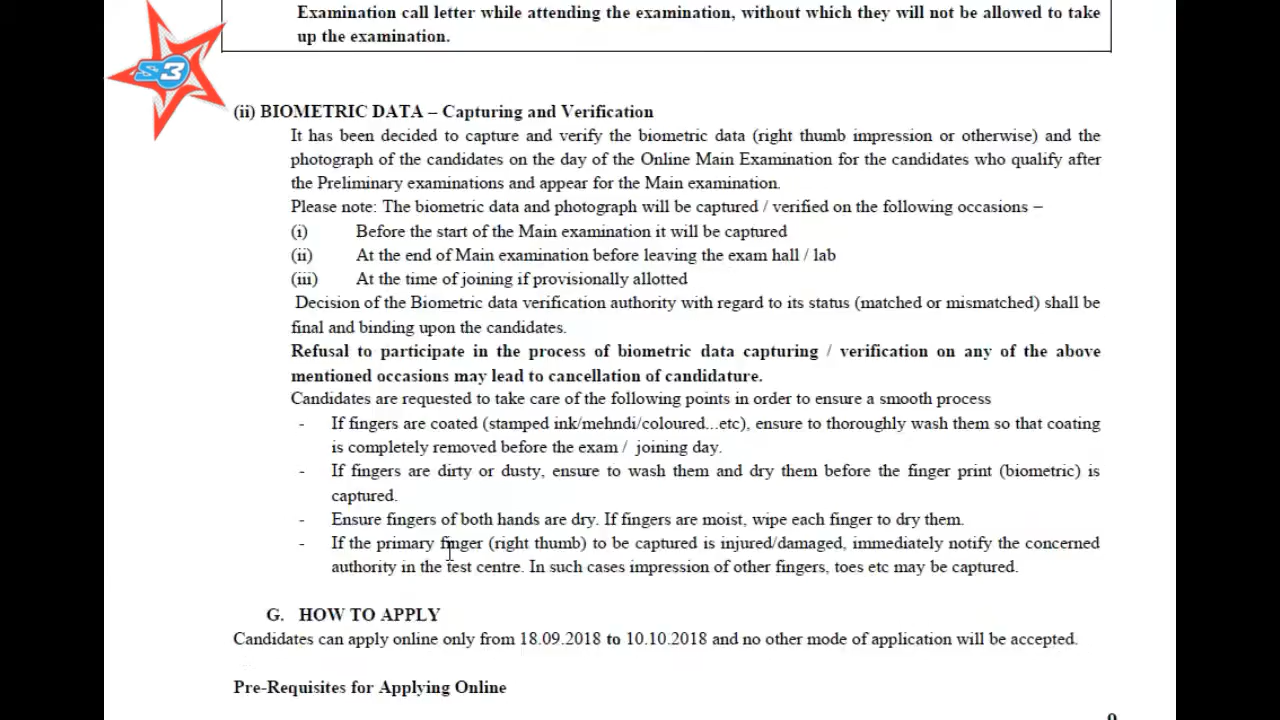 Examination call letter while attending the examination, without which they will not be allowed to take
up the examination.
S3
(ii) BIOMETRIC DATA – Capturing and Verification
It has been decided to capture and verify the biometric data (right thumb impression or otherwise) and the
photograph of the candidates on the day of the Online Main Examination for the candidates who qualify after
the Preliminary examinations and appear for the Main examination.
Please note: The biometric data and photograph will be captured / verified on the following occasions –
(i) Before the start of the Main examination it will be captured
(ii) At the end of Main examination before leaving the exam hall / lab
(iii) At the time of joining if provisionally allotted
Decision of the Biometric data verification authority with regard to its status (matched or mismatched) shall be
final and binding upon the candidates.
Refusal to participate in the process of biometric data capturing / verification on any of the above
mentioned occasions may lead to cancellation of candidature.
Candidates are requested to take care of the following points in order to ensure a smooth process
- If fingers are coated (stamped ink/mehndi/coloured...etc), ensure to thoroughly wash them so that coating
is completely removed before the exam / joining day.
- If fingers are dirty or dusty, ensure to wash them and dry them before the finger print (biometric) is
captured.
- Ensure fingers of both hands are dry. If fingers are moist, wipe each finger to dry them.
- If the primary finger (right thumb) to be captured is injured/damaged, immediately notify the concerned
authority in the test centre. In such cases impression of other fingers, toes etc may be captured.
G. HOW TO APPLY
Candidates can apply online only from 18.09.2018 to 10.10.2018 and no other mode of application will be accepted.
Pre-Requisites for Applying Online